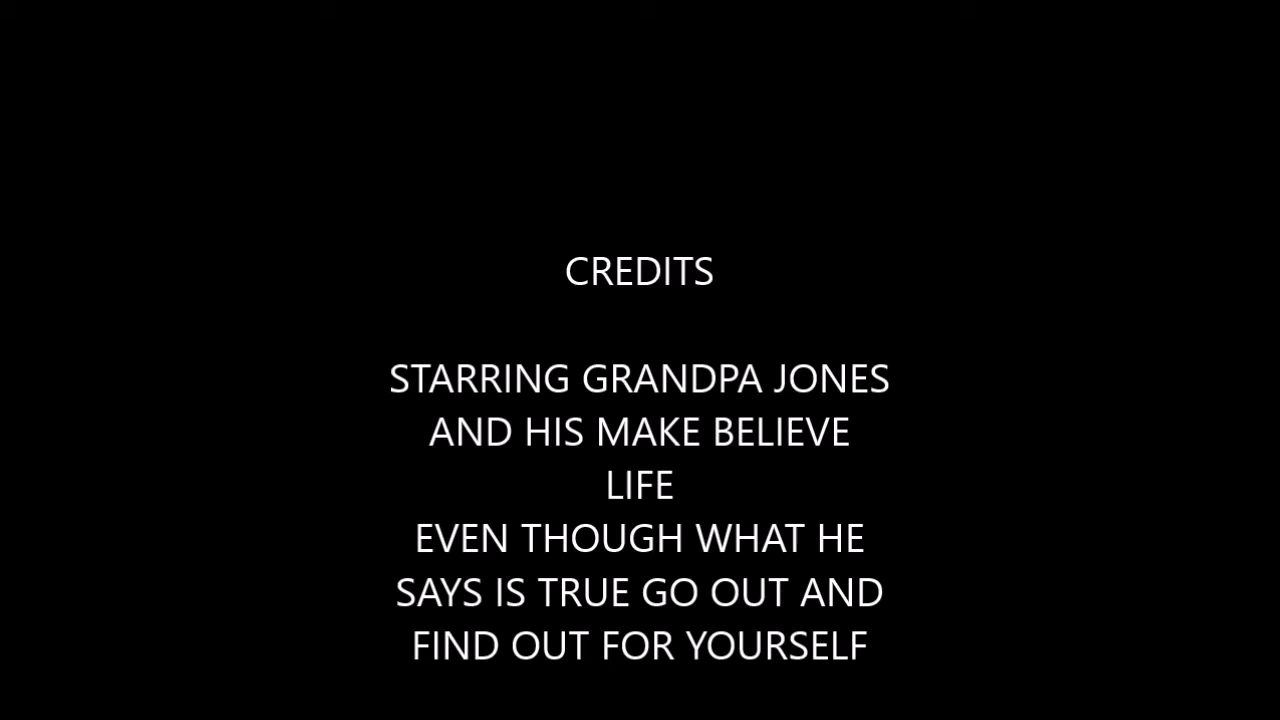 CREDITS
STARRING GRANDPA JONES
AND HIS MAKE BELIEVE
LIFE
EVEN THOUGH WHAT HE
SAYS IS TRUE GO OUT AND
FIND OUT FOR YOURSELF